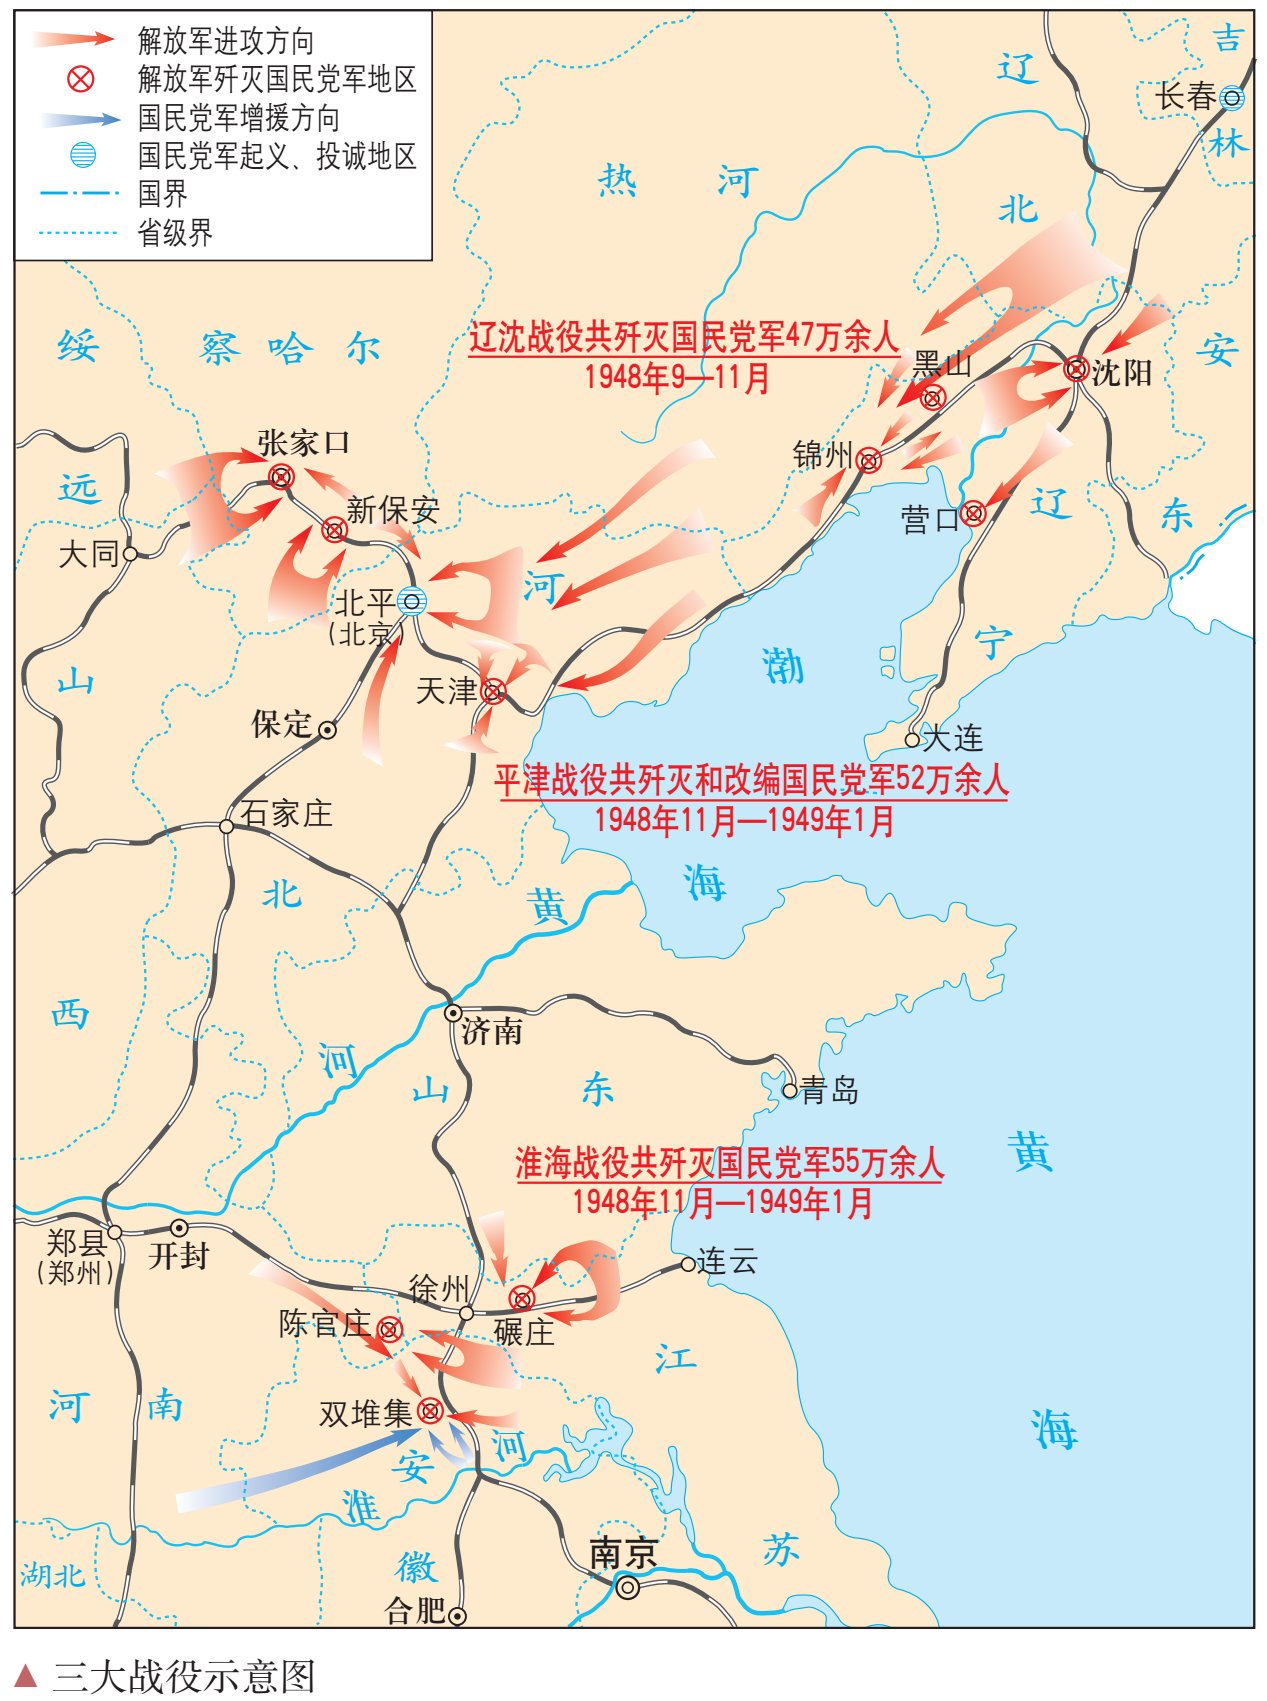 解放军进攻方向
解放军歼灭国民党军地区
国民党军增援方向
国民党军起义、投诚地区
国界
省级界
吉
林
长春
辽
北
热河
绥
远
察哈尔
安
东
辽沈战役共歼灭国民党军47万余人
1948年9—11月
黑山
沈阳
锦州
营口
辽
宁
张家口
新保安
大同
北平
(北京)
河
天津
渤
海
大连
山
西
保定
石家庄
平津战役共歼灭和改编国民党军52万余人
1948年11月—1949年1月
北
黄
河
济南
山
东
青岛
黄
海
淮海战役共歼灭国民党军55万余人
1948年11月—1949年1月
郑县
(郑州)
开封
徐州
连云
陈官庄
碾庄
双堆集
河南
江
苏
安
徽
淮
河
湖北
南京
合肥
▲ 三大战役示意图